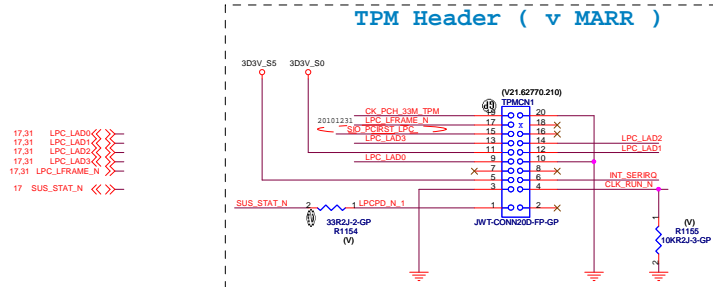 TPM Header ( v MARR )
3D3V_S5 3D3V_S0
(V21.62770.210)
TPMCN1
CK_PCH_33M_TPM 19 20
20101231 LPC_LFRAME_N 17 x 18
SIO_PCIRST_LPC_ 15 16
LPC_LAD3 13 14 LPC_LAD2
11 12 LPC_LAD1
LPC_LAD0 9 10
7 8
5 6 INT_SERIRQ
3 4 CLK_RUN_N
SUS_STAT_N 2 1 LPCPD_N_1 1 2
33R2J-2-GP
R1154
(V)
JWT-CONN20D-FP-GP
1
(V)
R1155
10KR2J-3-GP
2
17,31 LPC_LAD0
17,31 LPC_LAD1
17,31 LPC_LAD2
17,31 LPC_LAD3
17,31 LPC_LFRAME_N
17 SUS_STAT_N